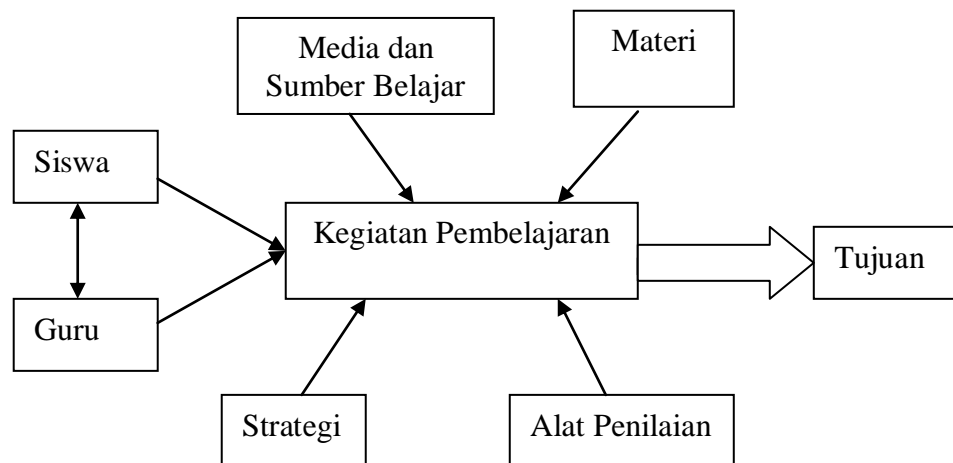 Media dan
Sumber Belajar
Materi
Siswa
Kegiatan Pembelajaran
Tujuan
Guru
Strategi
Alat Penilaian